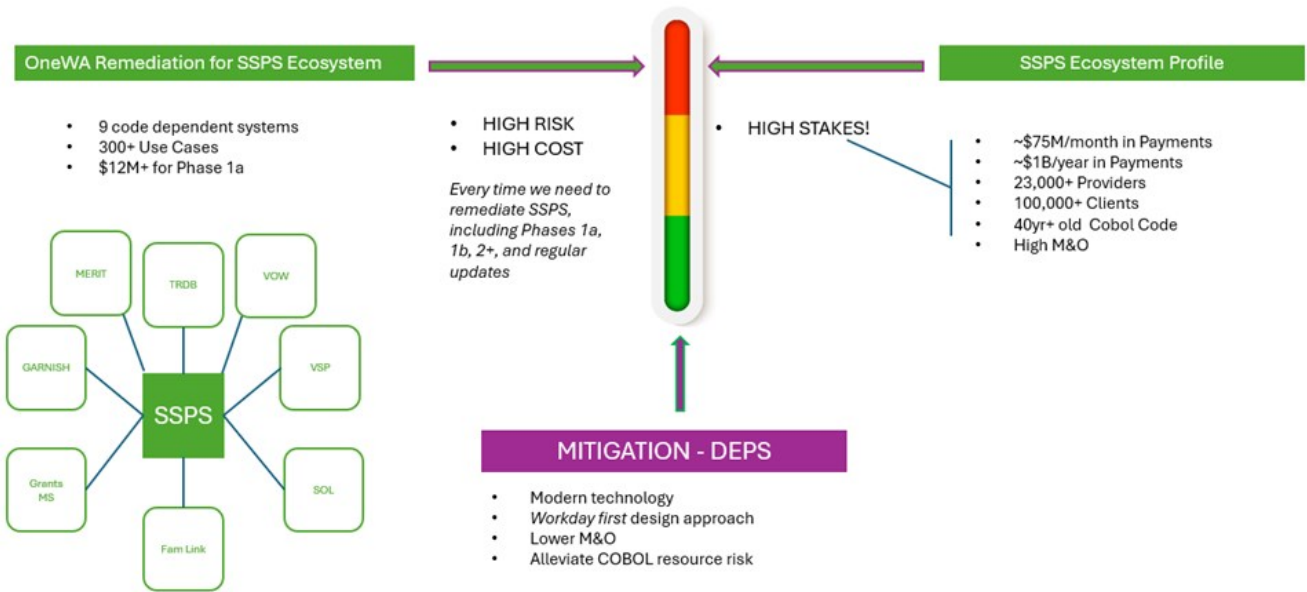 OneWA Remediation for SSPS Ecosystem
• 9 code dependent systems
• 300+ Use Cases
• $12M+ for Phase 1a
MERIT
TRDB
VOW
GARNISH
VSP
SSPS
Grants
MS
SOL
Fam Link
• HIGH RISK
• HIGH COST
Every time we need to
remediate SSPS,
including Phases 1a,
1b, 2+, and regular
updates
• HIGH STAKES!
SSPS Ecosystem Profile
• ~$75M/month in Payments
• ~$1B/year in Payments
• 23,000+ Providers
• 100,000+ Clients
• 40yr+ old Cobol Code
• High M&O
MITIGATION - DEPS
• Modern technology
• Workday first design approach
• Lower M&O
• Alleviate COBOL resource risk